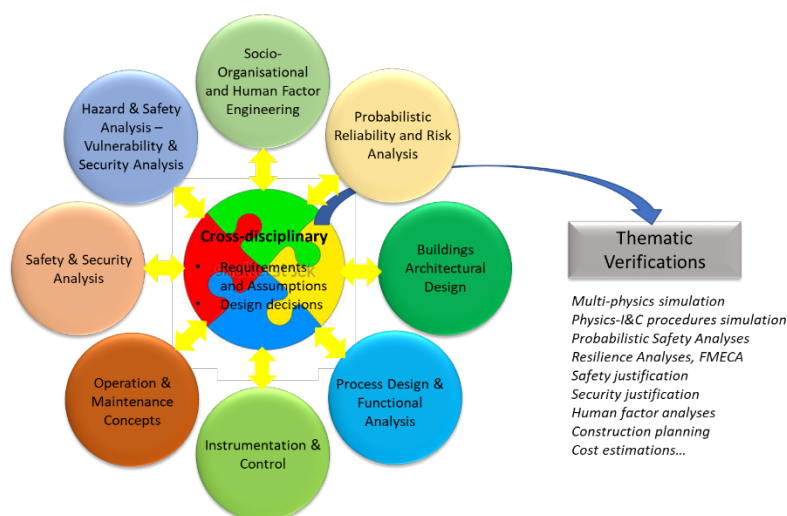 Socio-
Organisational
and Human Factor
Engineering
Hazard & Safety
Analysis –
Vulnerability &
Security Analysis
Probabilistic
Reliability and Risk
Analysis
Safety & Security
Analysis
Cross-disciplinary
• Requirements
and Assumptions
• Design decisions
Buildings
Architectural
Design
Operation &
Maintenance
Concepts
Instrumentation &
Control
Process Design &
Functional
Analysis
Thematic
Verifications
Multi-physics simulation
Physics-I&C procedures simulation
Probabilistic Safety Analyses
Resilience Analyses, FMECA
Safety justification
Security justification
Human factor analyses
Construction planning
Cost estimations...